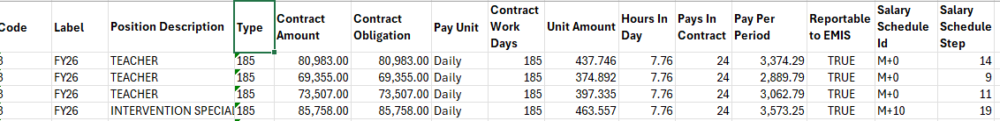 Code Label Position Description Type Contract Amount Contract Obligation Pay Unit Contract Work Days Unit Amount Hours In Day Pays In Contract Pay Per Period Reportable to EMIS Salary Schedule Id Salary Schedule Step
FY26 TEACHER 185 80,983.00 80,983.00 Daily 185 437.746 7.76 24 3,374.29 TRUE M+0 14
FY26 TEACHER 185 69,355.00 69,355.00 Daily 185 374.892 7.76 24 2,889.79 TRUE M+0 9
FY26 TEACHER 185 73,507.00 73,507.00 Daily 185 397.335 7.76 24 3,062.79 TRUE M+0 11
FY26 INTERVENTION SPECIAL 185 85,758.00 85,758.00 Daily 185 463.557 7.76 24 3,573.25 TRUE M+10 19